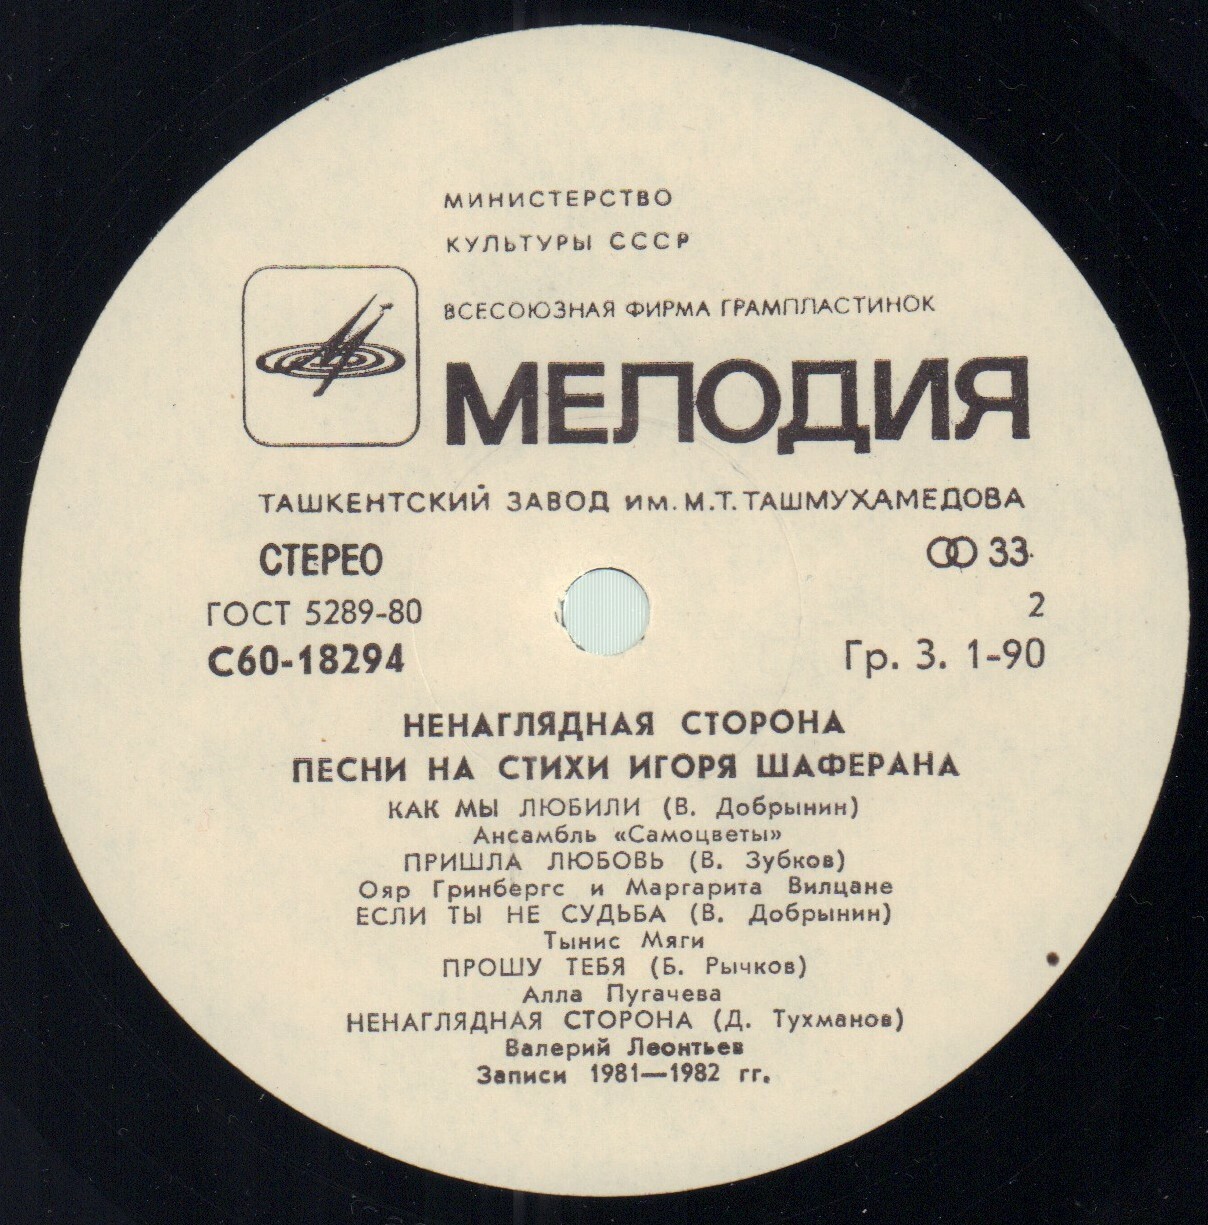 МИНИСТЕРСТВО
КУЛЬТУРЫ СССР
ВСЕСОЮЗНАЯ ФИРМА ГРАМПЛАСТИНОК
МЕЛОДИЯ
ТАШКЕНТСКИЙ ЗАВОД им. М.Т. ТАШМУХАМЕДОВА
СТЕРЕО 33
ГОСТ 5289-80 2
С60-18294 Гр. 3. 1-90
НЕНАГЛЯДНАЯ СТОРОНА
ПЕСНИ НА СТИХИ ИГОРЯ ШАФЕРАНА
КАК МЫ ЛЮБИЛИ (В. Добрынин)
Ансамбль «Самоцветы»
ПРИШЛА ЛЮБОВЬ (В. Зубков)
Ояр Гринбергс и Маргарита Вилцане
ЕСЛИ ТЫ НЕ СУДЬБА (В. Добрынин)
Тынис Мяги
ПРОШУ ТЕБЯ (Б. Рычков)
Алла Пугачева
НЕНАГЛЯДНАЯ СТОРОНА (Д. Тухманов)
Валерий Леонтьев
Записи 1981—1982 гг.